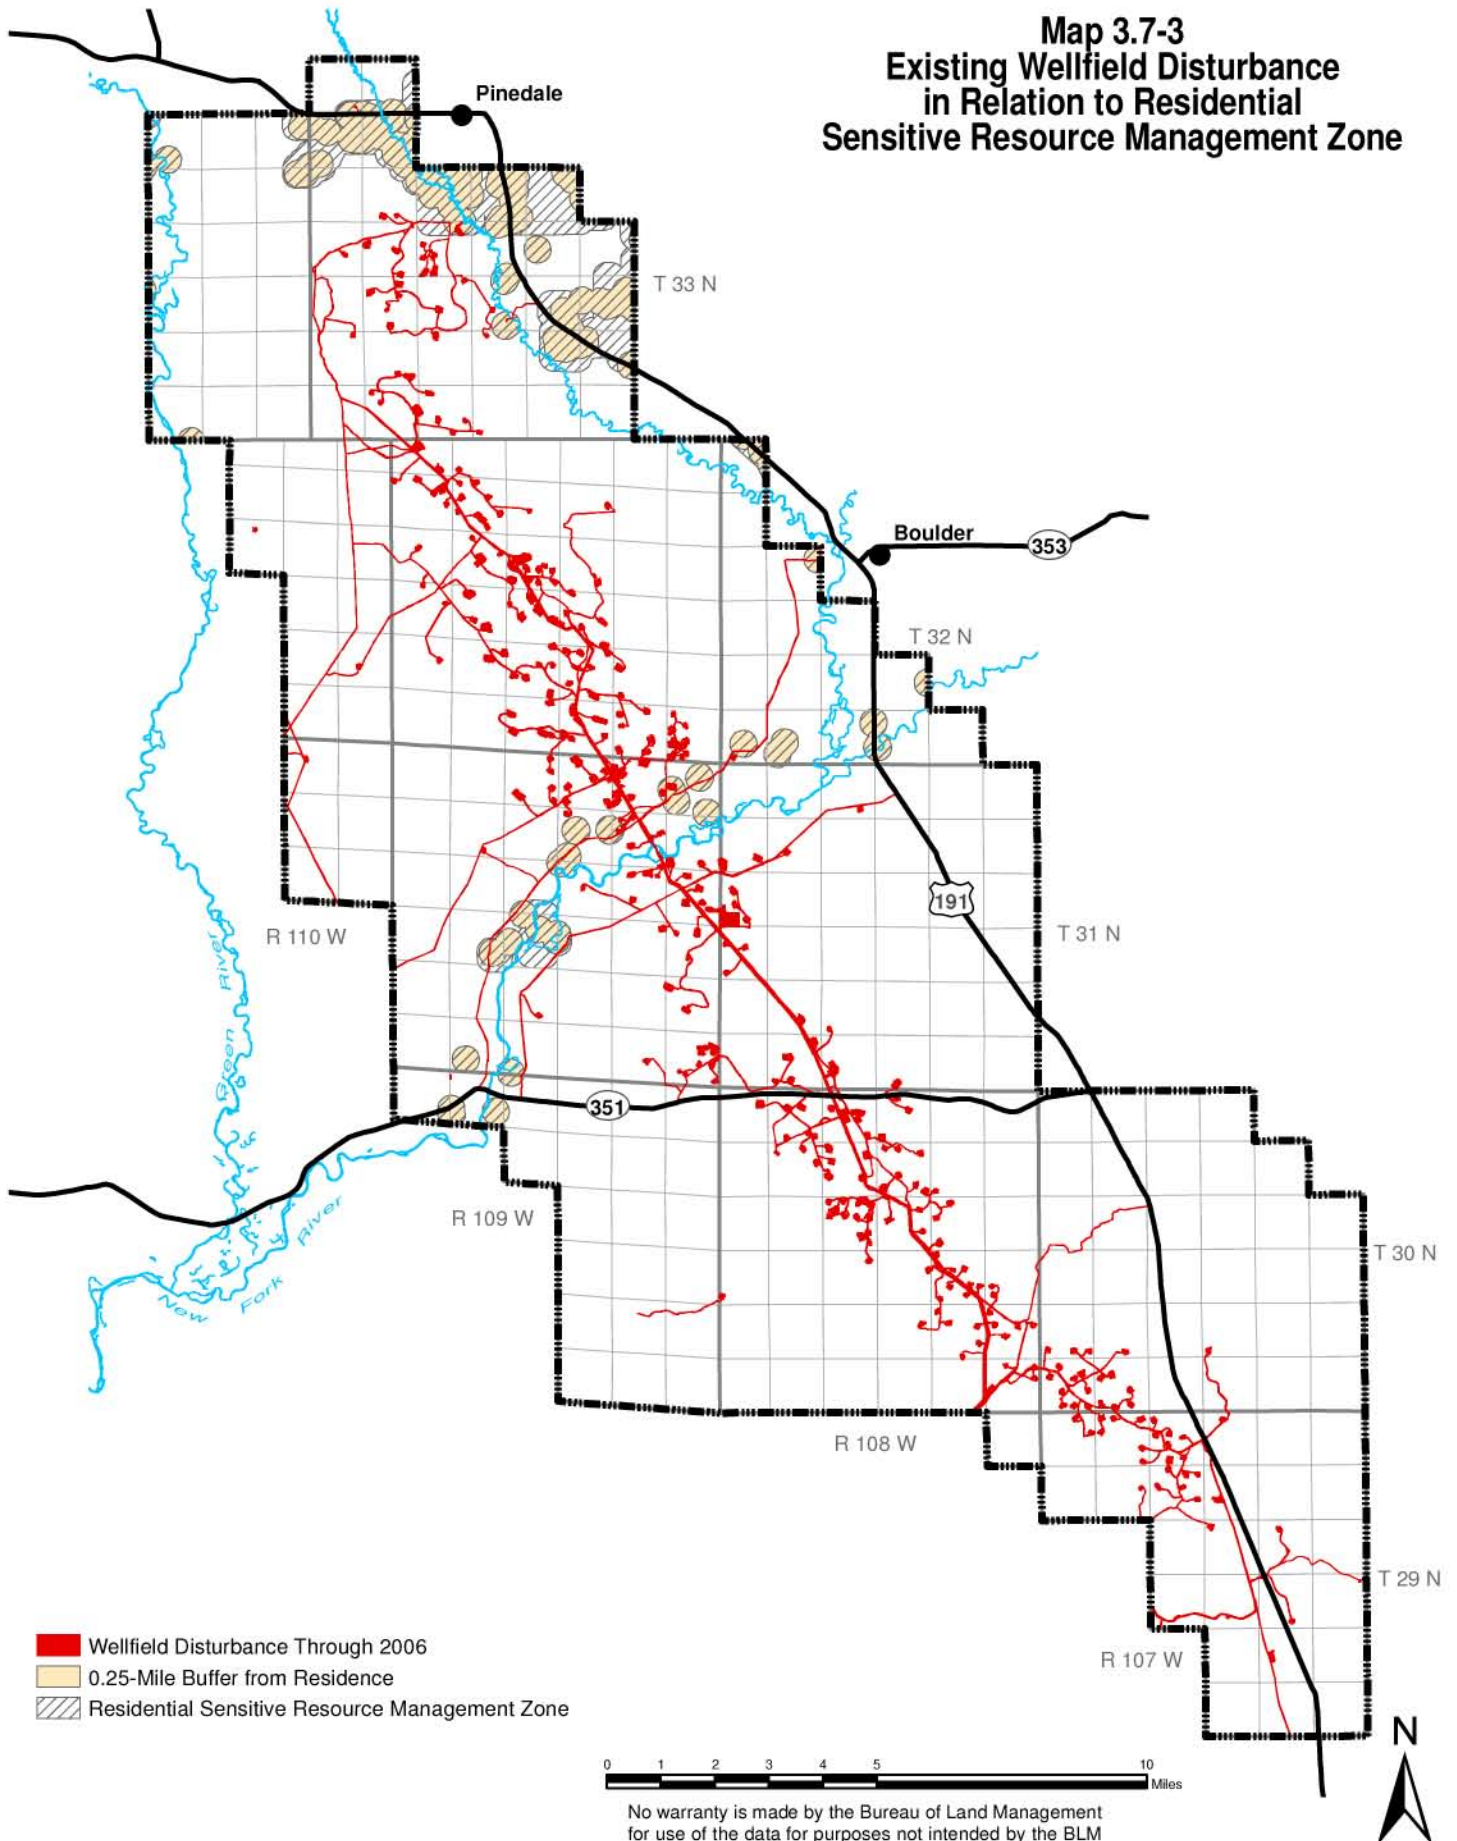 Map 3.7-3
Existing Wellfield Disturbance
in Relation to Residential
Sensitive Resource Management Zone
Pinedale
T 33 N
Boulder
353
T 32 N
191
T 31 N
R 110 W
Green River
351
R 109 W
New Fork River
T 30 N
R 108 W
T 29 N
R 107 W
Wellfield Disturbance Through 2006
0.25-Mile Buffer from Residence
Residential Sensitive Resource Management Zone
N
0 1 2 3 4 5 10
Miles
No warranty is made by the Bureau of Land Management
for use of the data for purposes not intended by the BLM